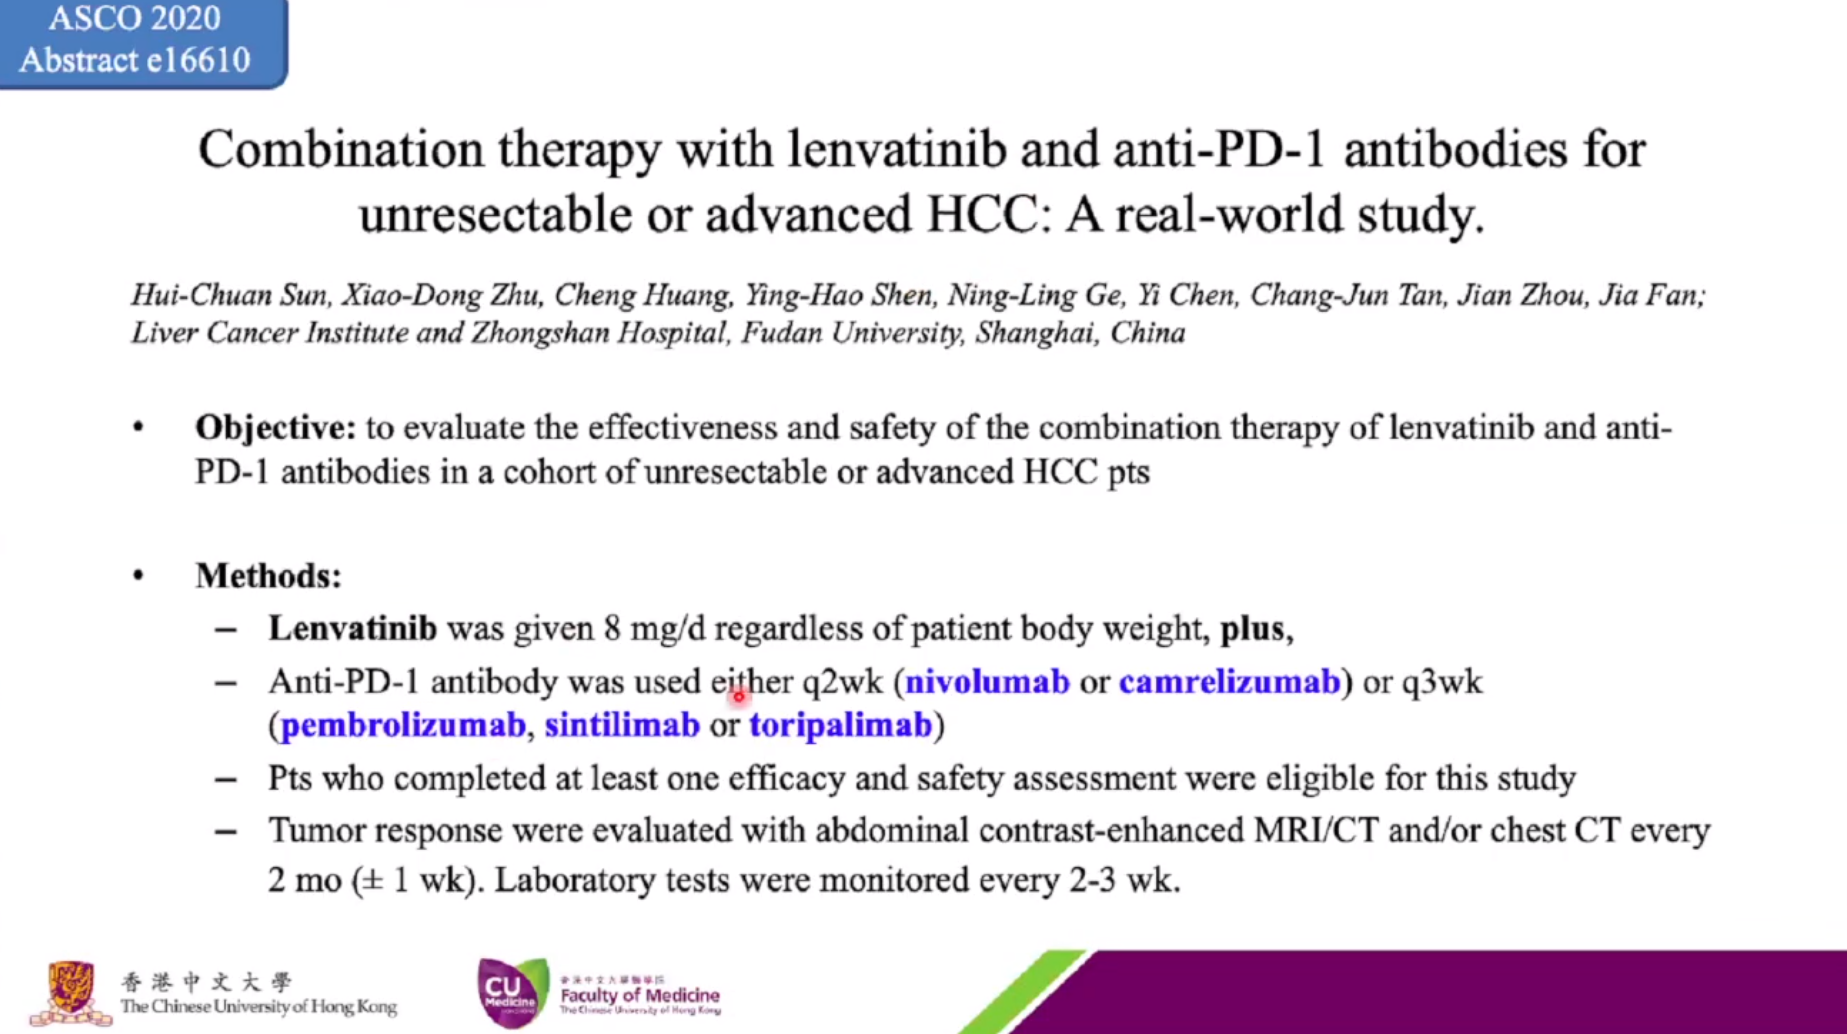 ASCO 2020
Abstract e16610
Combination therapy with lenvatinib and anti-PD-1 antibodies for
unresectable or advanced HCC: A real-world study.
Hui-Chuan Sun, Xiao-Dong Zhu, Cheng Huang, Ying-Hao Shen, Ning-Ling Ge, Yi Chen, Chang-Jun Tan, Jian Zhou, Jia Fan;
Liver Cancer Institute and Zhongshan Hospital, Fudan University, Shanghai, China
• Objective: to evaluate the effectiveness and safety of the combination therapy of lenvatinib and anti-
PD-1 antibodies in a cohort of unresectable or advanced HCC pts
• Methods:
– Lenvatinib was given 8 mg/d regardless of patient body weight, plus,
– Anti-PD-1 antibody was used either q2wk (nivolumab or camrelizumab) or q3wk
(pembrolizumab, sintilimab or toripalimab)
– Pts who completed at least one efficacy and safety assessment were eligible for this study
– Tumor response were evaluated with abdominal contrast-enhanced MRI/CT and/or chest CT every
2 mo (± 1 wk). Laboratory tests were monitored every 2-3 wk.
香港中文大學
The Chinese University of Hong Kong
CU
Medicine
HONG KONG
香港中文大學醫學院
Faculty of Medicine
The Chinese University of Hong Kong